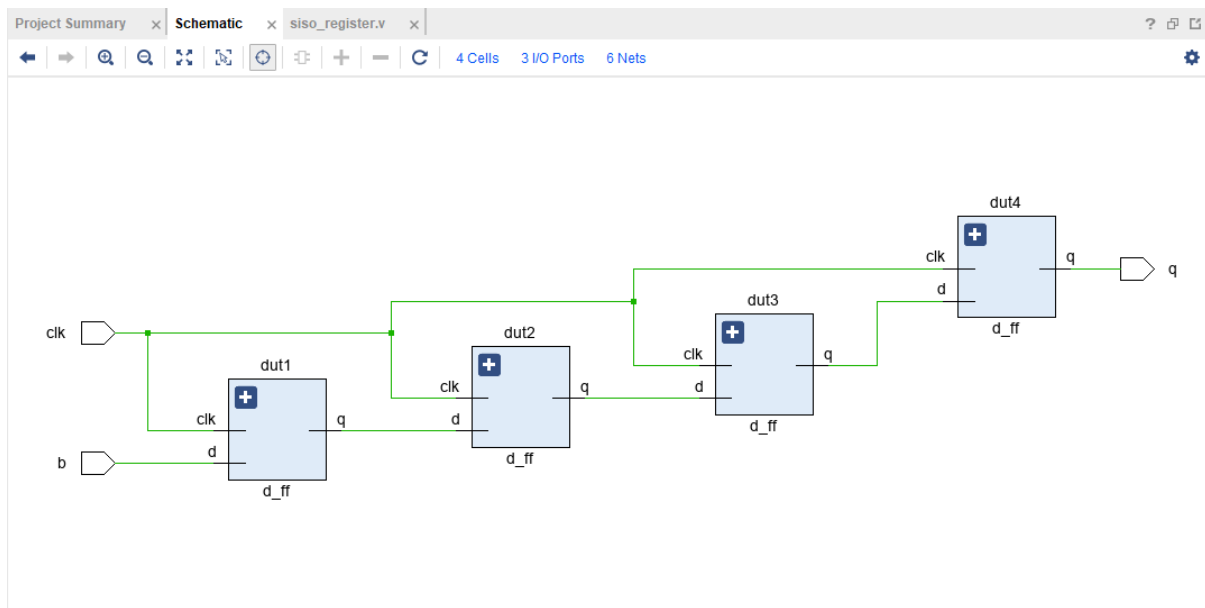 Project Summary × Schematic × siso_register.v ×
?
4 Cells 3 I/O Ports 6 Nets
dut4
clk q q
d
d_ff
dut3
clk q
d
d_ff
clk
dut2
clk q
d
d_ff
dut1
clk q
b d
d_ff